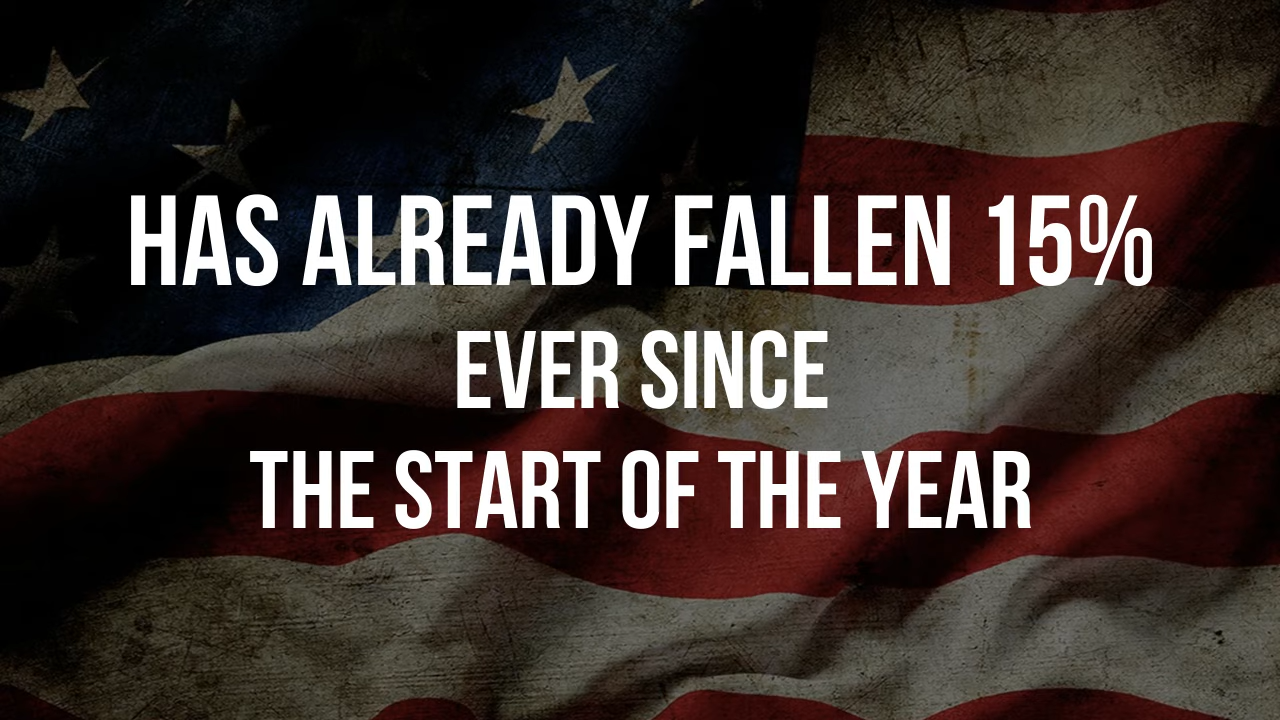 HAS ALREADY FALLEN 15%
EVER SINCE
THE START OF THE YEAR